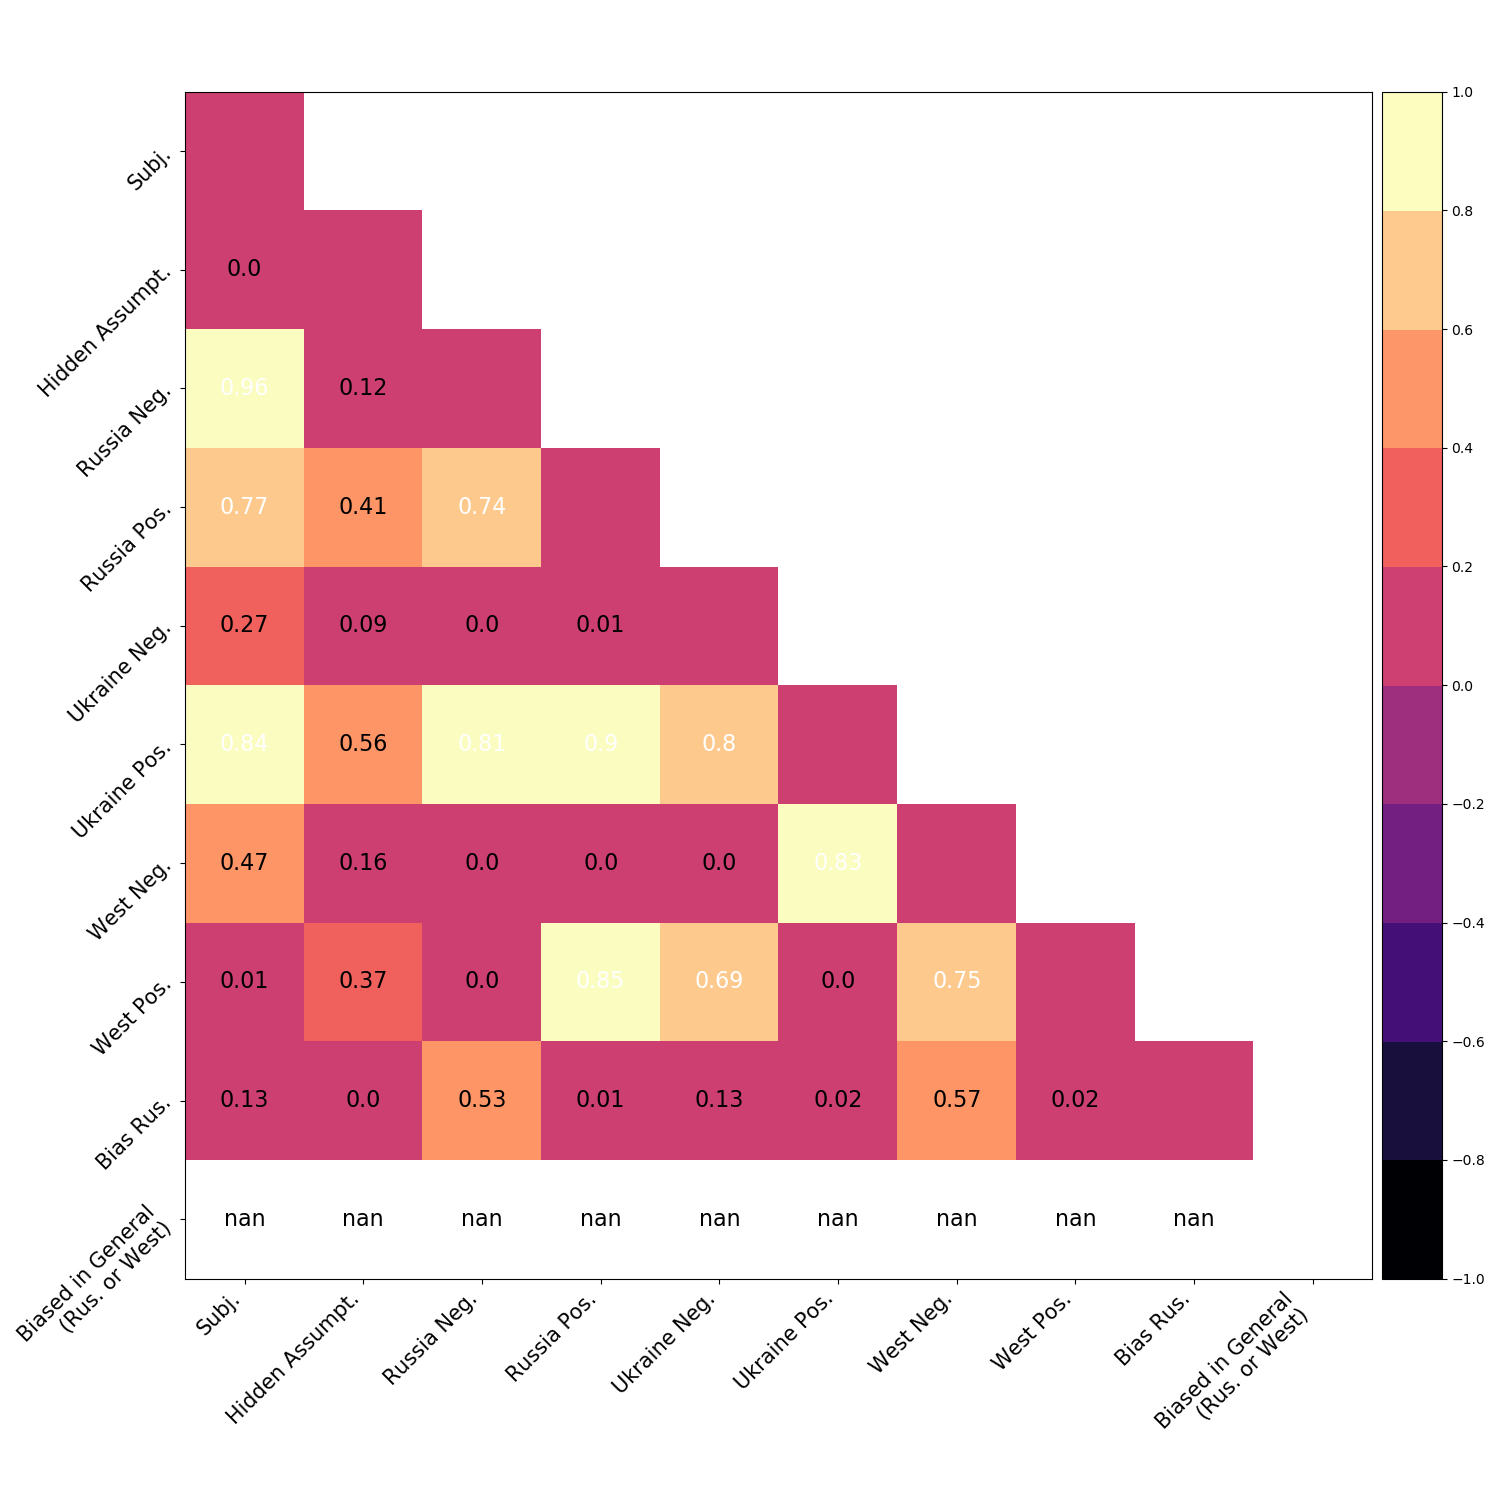 1.0
Subj.
0.8
Hidden Assumpt.
0.0
0.6
Russia Neg.
0.96 0.12
0.4
Russia Pos.
0.77 0.41 0.74
0.2
Ukraine Neg.
0.27 0.09 0.0 0.01
0.0
Ukraine Pos.
0.84 0.56 0.81 0.9 0.8
−0.2
West Neg.
0.47 0.16 0.0 0.0 0.0 0.83
−0.4
West Pos.
0.01 0.37 0.0 0.85 0.69 0.0 0.75
−0.6
Bias Rus.
0.13 0.0 0.53 0.01 0.13 0.02 0.57 0.02
−0.8
Biased in General
(Rus. or West)
nan nan nan nan nan nan nan nan nan
−1.0
Subj.
Hidden Assumpt.
Russia Neg.
Russia Pos.
Ukraine Neg.
Ukraine Pos.
West Neg.
West Pos.
Bias Rus.
Biased in General
(Rus. or West)